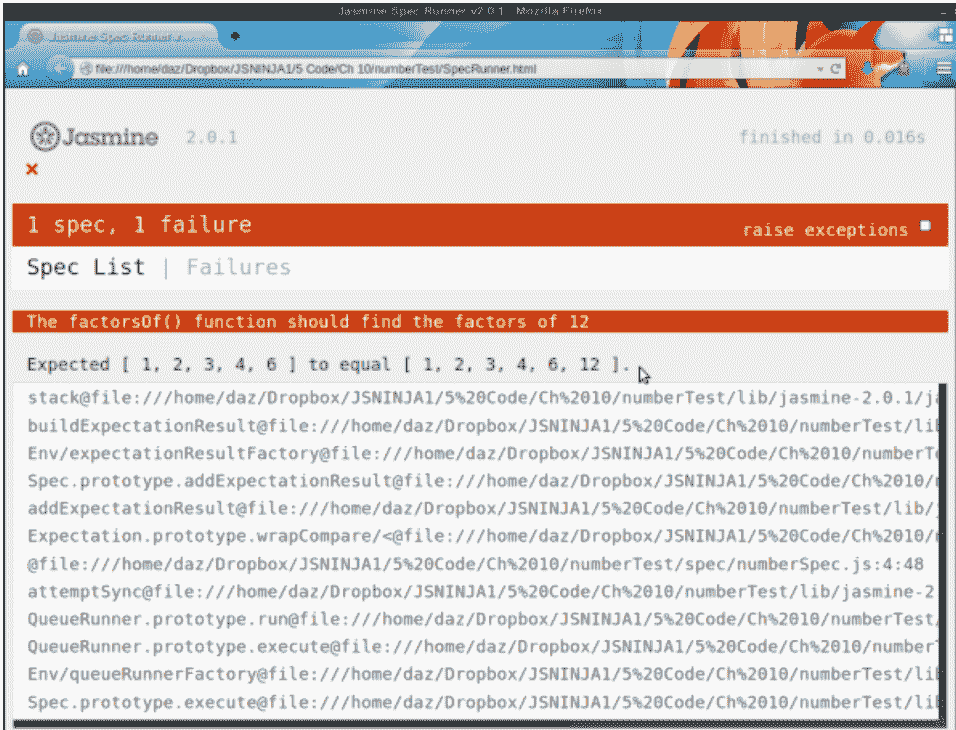 Jasmine Spec Runner v2.0.1 - Mozilla Firefox
Jasmine Spec Runner v...
file:///home/daz/Dropbox/JSNINJA1/5 Code/Ch 10/numberTest/SpecRunner.html
Jasmine 2.0.1 finished in 0.016s
1 spec, 1 failure raise exceptions
Spec List | Failures
The factorsOf() function should find the factors of 12
Expected [ 1, 2, 3, 4, 6 ] to equal [ 1, 2, 3, 4, 6, 12 ].
stack@file:///home/daz/Dropbox/JSNINJA1/5%20Code/Ch%2010/numberTest/lib/jasmine-2.0.1/ja
buildExpectationResult@file:///home/daz/Dropbox/JSNINJA1/5%20Code/Ch%2010/numberTest/lib
Env/expectationResultFactory@file:///home/daz/Dropbox/JSNINJA1/5%20Code/Ch%2010/numberT
Spec.prototype.addExpectationResult@file:///home/daz/Dropbox/JSNINJA1/5%20Code/Ch%2010/
addExpectationResult@file:///home/daz/Dropbox/JSNINJA1/5%20Code/Ch%2010/numberTest/lib/j
Expectation.prototype.wrapCompare/<@file:///home/daz/Dropbox/JSNINJA1/5%20Code/Ch%2010/
@file:///home/daz/Dropbox/JSNINJA1/5%20Code/Ch%2010/numberTest/spec/numberSpec.js:4:48
attemptSync@file:///home/daz/Dropbox/JSNINJA1/5%20Code/Ch%2010/numberTest/lib/jasmine-2
QueueRunner.prototype.run@file:///home/daz/Dropbox/JSNINJA1/5%20Code/Ch%2010/numberTest/
QueueRunner.prototype.execute@file:///home/daz/Dropbox/JSNINJA1/5%20Code/Ch%2010/number
Env/queueRunnerFactory@file:///home/daz/Dropbox/JSNINJA1/5%20Code/Ch%2010/numberTest/lib
Spec.prototype.execute@file:///home/daz/Dropbox/JSNINJA1/5%20Code/Ch%2010/numberTest/lib